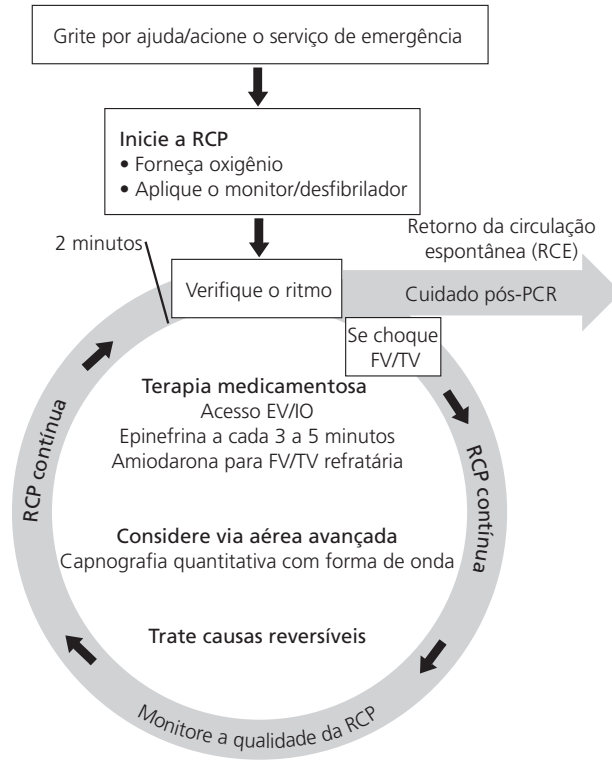 Grite por ajuda/acione o serviço de emergência
Inicie a RCP
• Forneça oxigênio
• Aplique o monitor/desfibrilador
2 minutos
Verifique o ritmo
Retorno da circulação
espontânea (RCE)
Cuidado pós-PCR
Se choque
FV/TV
Terapia medicamentosa
Acesso EV/IO
Epinefrina a cada 3 a 5 minutos
Amiodarona para FV/TV refratária
Considere via aérea avançada
Capnografia quantitativa com forma de onda
Trate causas reversíveis
RCP contínua
RCP contínua
Monitore a qualidade da RCP